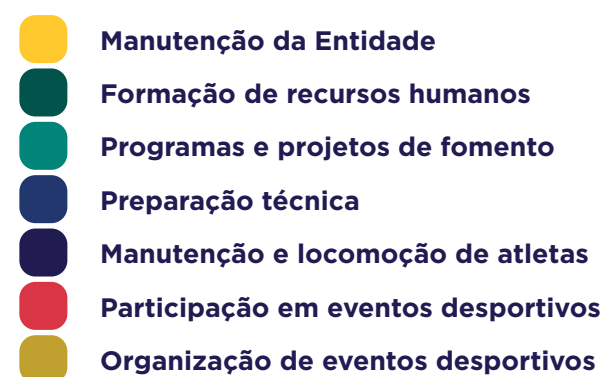 Manutenção da Entidade
Formação de recursos humanos
Programas e projetos de fomento
Preparação técnica
Manutenção e locomoção de atletas
Participação em eventos desportivos
Organização de eventos desportivos